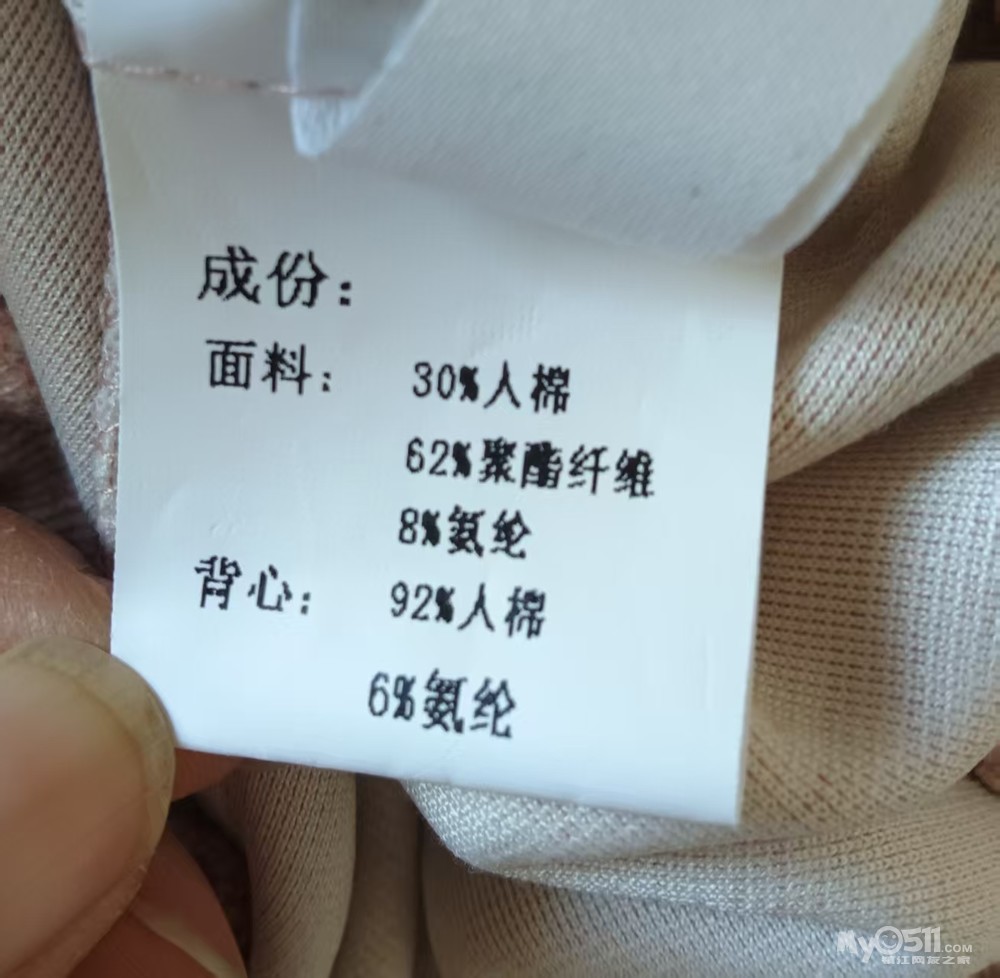 成份：
面料： 30%人棉
62%聚酯纤维
8%氨纶
背心： 92%人棉
6%氨纶
My0511.COM
镇江网友之家